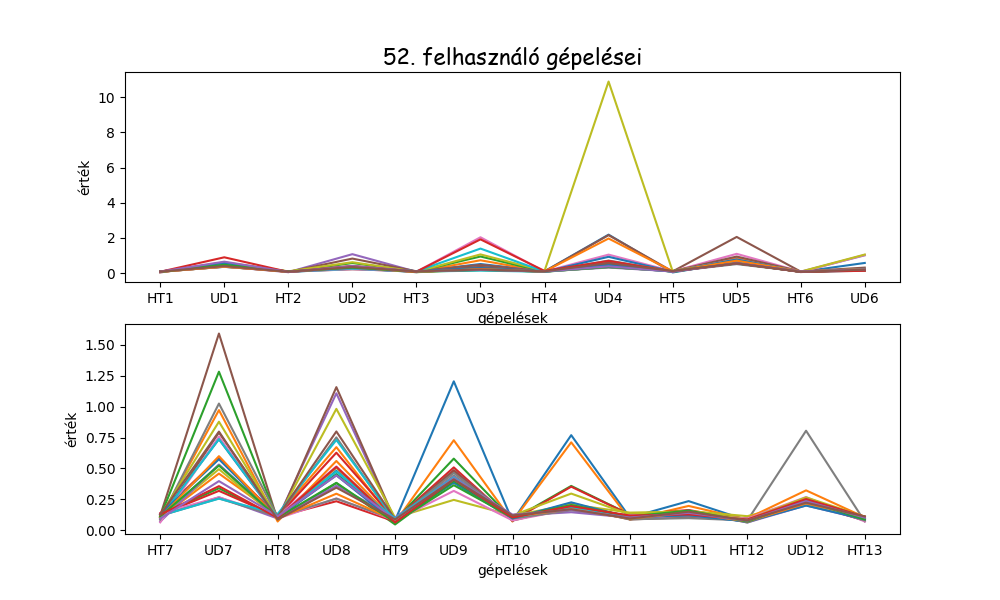 52. felhasználó gépelései
érték
10
8
6
4
2
0
HT1 UD1 HT2 UD2 HT3 UD3 HT4 UD4 HT5 UD5 HT6 UD6
gépelések
érték
1.50
1.25
1.00
0.75
0.50
0.25
0.00
HT7 UD7 HT8 UD8 HT9 UD9 HT10 UD10 HT11 UD11 HT12 UD12 HT13
gépelések